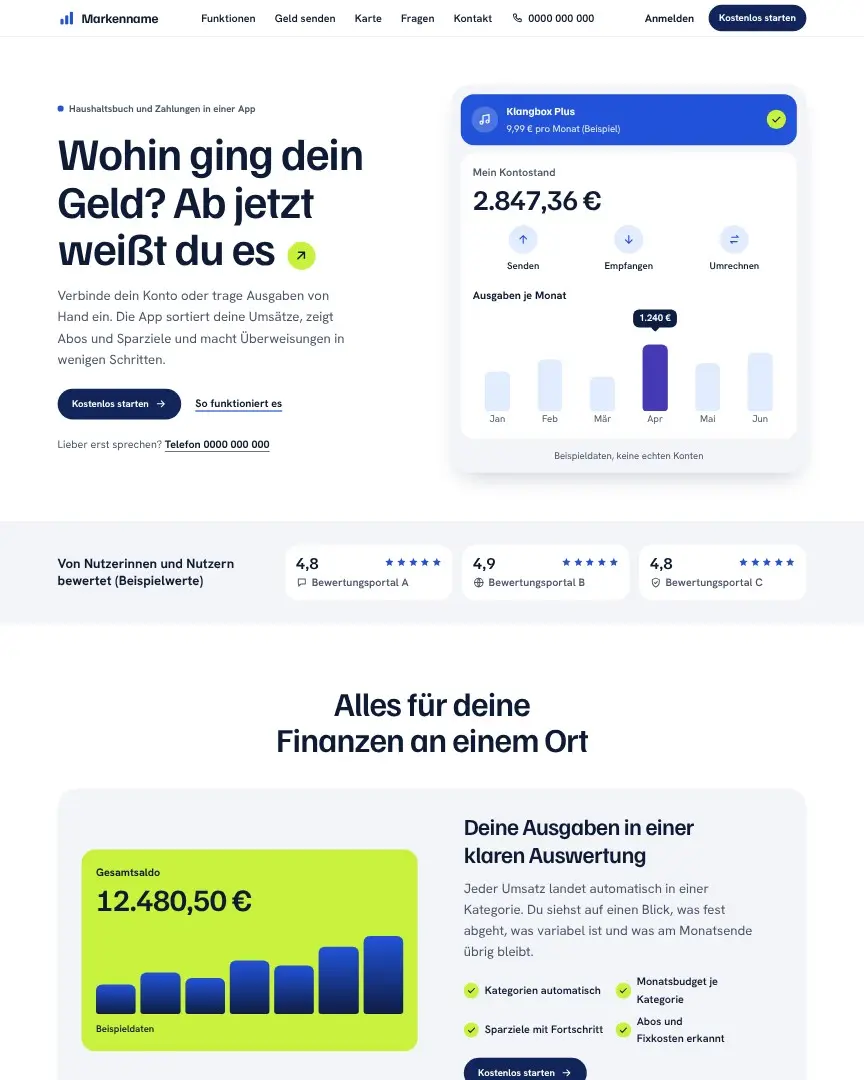 Markenname
Funktionen
Geld senden
Karte
Fragen
Kontakt
0000 000 000
Anmelden
Kostenlos starten
Haushaltsbuch und Zahlungen in einer App
Wohin ging dein
Geld? Ab jetzt
weißt du es
Verbinde dein Konto oder trage Ausgaben von
Hand ein. Die App sortiert deine Umsätze, zeigt
Abos und Sparziele und macht Überweisungen in
wenigen Schritten.
Kostenlos starten
So funktioniert es
Lieber erst sprechen? Telefon 0000 000 000
Klangbox Plus
9,99 € pro Monat (Beispiel)
Mein Kontostand
2.847,36 €
Senden
Empfangen
Umrechnen
Ausgaben je Monat
1.240 €
Jan
Feb
Mär
Apr
Mai
Jun
Beispieldaten, keine echten Konten
Von Nutzerinnen und Nutzern
bewertet (Beispielwerte)
4,8
Bewertungsportal A
4,9
Bewertungsportal B
4,8
Bewertungsportal C
Alles für deine
Finanzen an einem Ort
Gesamtsaldo
12.480,50 €
Beispieldaten
Deine Ausgaben in einer
klaren Auswertung
Jeder Umsatz landet automatisch in einer
Kategorie. Du siehst auf einen Blick, was fest
abgeht, was variabel ist und was am Monatsende
übrig bleibt.
Kategorien automatisch
Monatsbudget je
Kategorie
Sparziele mit Fortschritt
Abos und
Fixkosten erkannt
Kostenlos starten